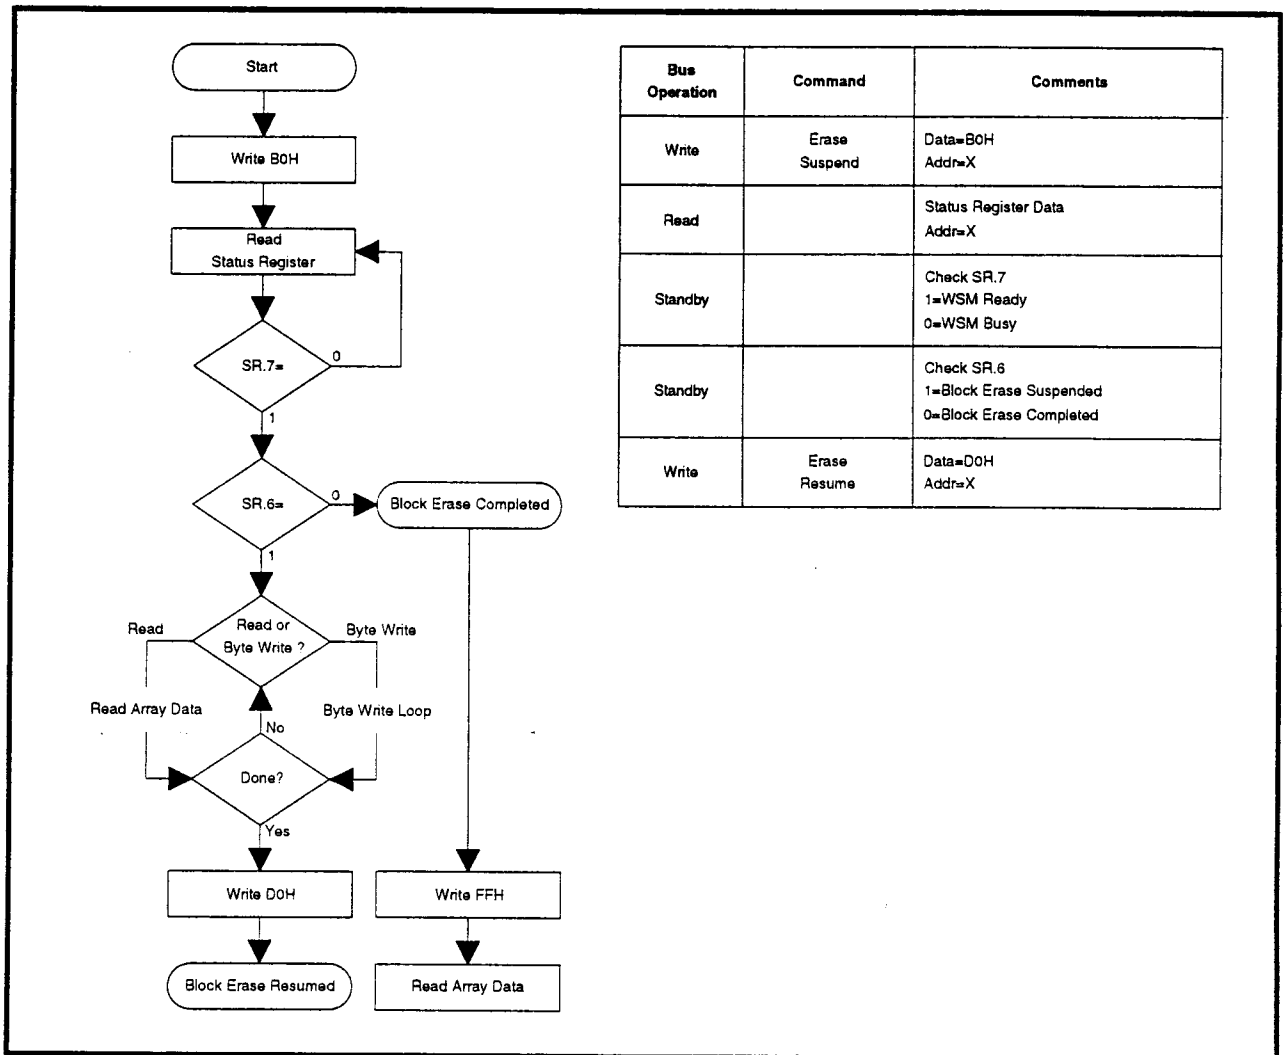 Start
Write B0H
Read
Status Register
SR.7=
0
1
SR.6=
0
Block Erase Completed
1
Read or
Byte Write ?
Read
Byte Write
Read Array Data
Byte Write Loop
No
Done?
Yes
Write D0H
Write FFH
Block Erase Resumed
Read Array Data
Bus
Operation
Command
Comments
Write
Erase
Suspend
Data=B0H
Addr=X
Read
Status Register Data
Addr=X
Standby
Check SR.7
1=WSM Ready
0=WSM Busy
Standby
Check SR.6
1=Block Erase Suspended
0=Block Erase Completed
Write
Erase
Resume
Data=D0H
Addr=X